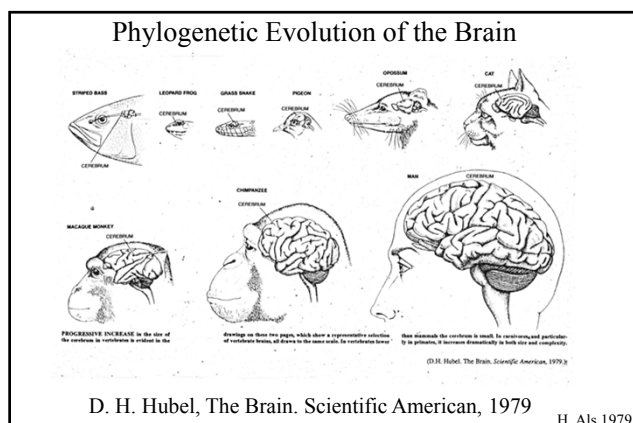 Phylogenetic Evolution of the Brain
OPOSSUM
CAT
CEREBRUM
CEREBRUM
STRIPED BASS
LEOPARD FROG
GRASS SNAKE
PIGEON
CEREBRUM
CEREBRUM
CEREBRUM
CEREBRUM
CHIMPANZEE
MAN
CEREBRUM
CEREBRUM
MACAQUE MONKEY
CEREBRUM
PROGRESSIVE INCREASE in the size of
the cerebrum in vertebrates is evident in the
drawings on these two pages, which show a representative selection
of vertebrate brains, all drawn to the same scale. In vertebrates lower
than mammals the cerebrum is small. In carnivores, and particular-
ly in primates, it increases dramatically in both size and complexity.
(D.H. Hubel. The Brain. Scientific American, 1979.)
D. H. Hubel, The Brain. Scientific American, 1979
H. Als 1979